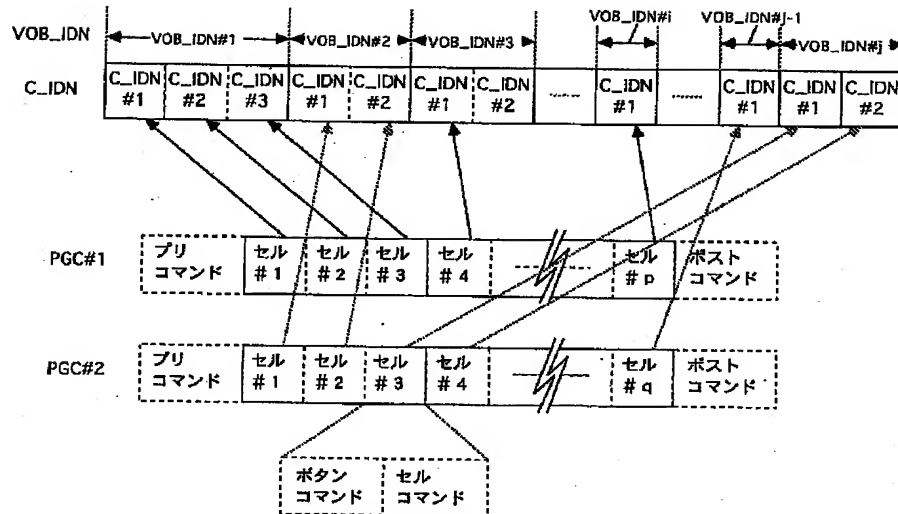 VOB_IDN VOB_IDN#1 VOB_IDN#2 VOB_IDN#3 VOB_IDN#i VOB_IDN#j-1 VOB_IDN#j
C_IDN C_IDN C_IDN C_IDN C_IDN C_IDN C_IDN C_IDN C_IDN C_IDN C_IDN C_IDN
#1 #2 #3 #1 #2 #1 #2 #1 #1 #1 #2
PGC#1 プリ セル セル セル セル セル ポスト
コマンド #1 #2 #3 #4 #p コマンド
PGC#2 プリ セル セル セル セル セル ポスト
コマンド #1 #2 #3 #4 #q コマンド
ボタン セル
コマンド コマンド